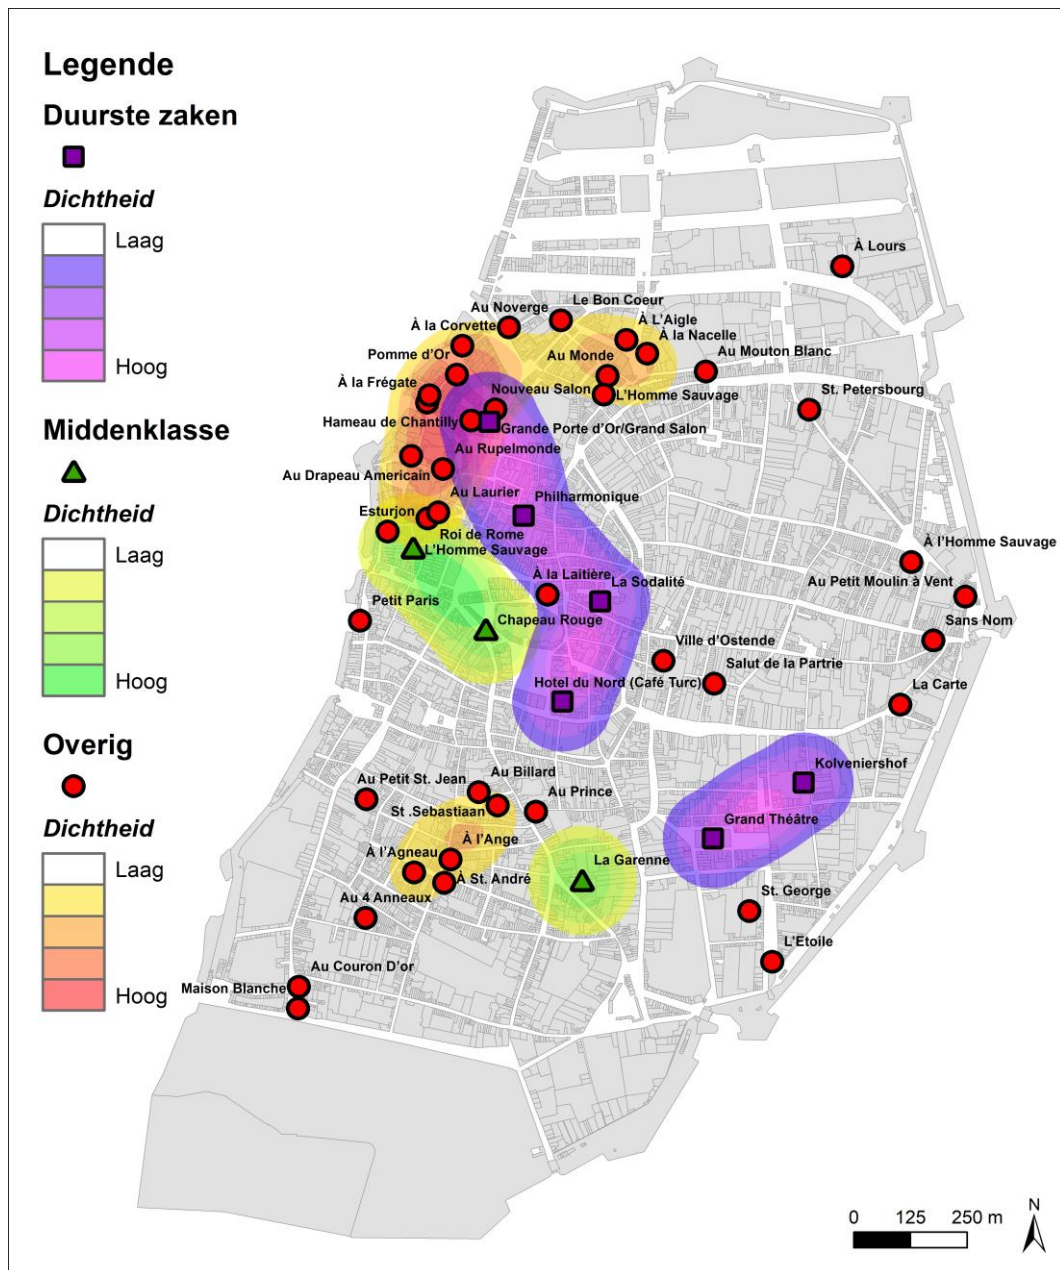 Legende
Duurste zaken
Dichtheid
Laag
Hoog
Middenklasse
Dichtheid
Laag
Hoog
Overig
Dichtheid
Hoog
À Lours
Au Noverge
Le Bon Coeur
À la Corvette
À L'Aigle
À la Nacelle
Pomme d'Or
Au Monde
Au Mouton Blanc
À la Frégate
Nouveau Salon
L'Homme Sauvage
St. Petersbourg
Hameau de Chantilly
Grande Porte d'Or/Grand Salon
Au Rupelmonde
Au Drapeau Americain
Au Laurier
Philharmonique
Esturjon
Roi de Rome
L'Homme Sauvage
À l'Homme Sauvage
À la Laitière
La Sodalité
Au Petit Moulin à Vent
Petit Paris
Chapeau Rouge
Sans Nom
Ville d'Ostende
Salut de la Partrie
Hotel du Nord (Café Turc)
La Carte
Kolveniershof
Au Petit St. Jean
Au Billard
St .Sebastiaan
Au Prince
Grand Théâtre
À l'Ange
À l'Agneau
La Garenne
À St. André
Au 4 Anneaux
St. George
L'Etoile
Au Couron D'or
Maison Blanche
0 125 250 m
N